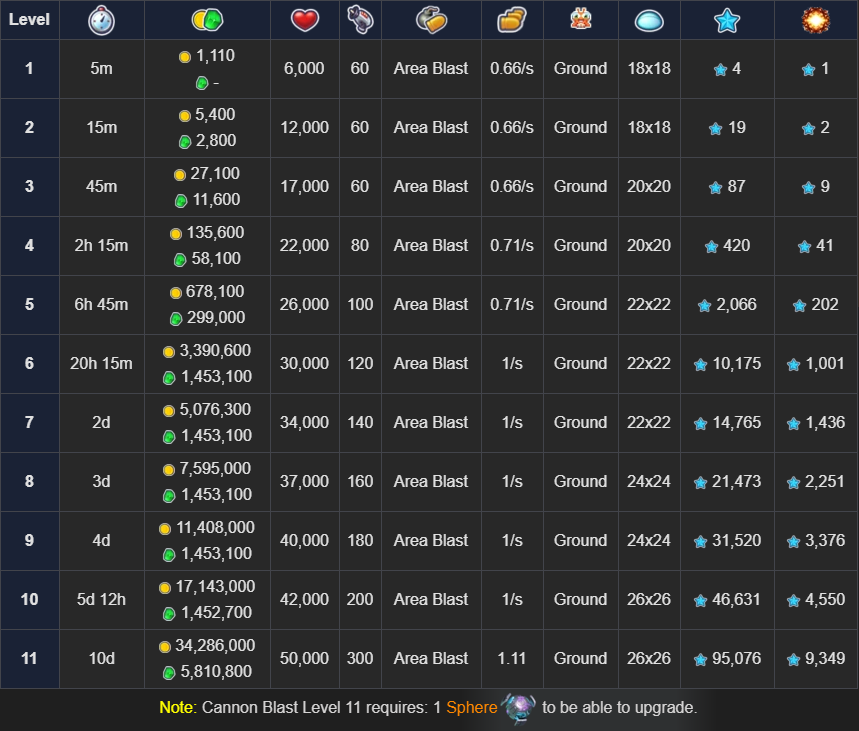 Level
1 5m 1,110 - 6,000 60 Area Blast 0.66/s Ground 18x18 4 1
2 15m 5,400 2,800 12,000 60 Area Blast 0.66/s Ground 18x18 19 2
3 45m 27,100 11,600 17,000 60 Area Blast 0.66/s Ground 20x20 87 9
4 2h 15m 135,600 58,100 22,000 80 Area Blast 0.71/s Ground 20x20 420 41
5 6h 45m 678,100 299,000 26,000 100 Area Blast 0.71/s Ground 22x22 2,066 202
6 20h 15m 3,390,600 1,453,100 30,000 120 Area Blast 1/s Ground 22x22 10,175 1,001
7 2d 5,076,300 1,453,100 34,000 140 Area Blast 1/s Ground 22x22 14,765 1,436
8 3d 7,595,000 1,453,100 37,000 160 Area Blast 1/s Ground 24x24 21,473 2,251
9 4d 11,408,000 1,453,100 40,000 180 Area Blast 1/s Ground 24x24 31,520 3,376
10 5d 12h 17,143,000 1,452,700 42,000 200 Area Blast 1/s Ground 26x26 46,631 4,550
11 10d 34,286,000 5,810,800 50,000 300 Area Blast 1.11 Ground 26x26 95,076 9,349
Note: Cannon Blast Level 11 requires: 1 Sphere to be able to upgrade.